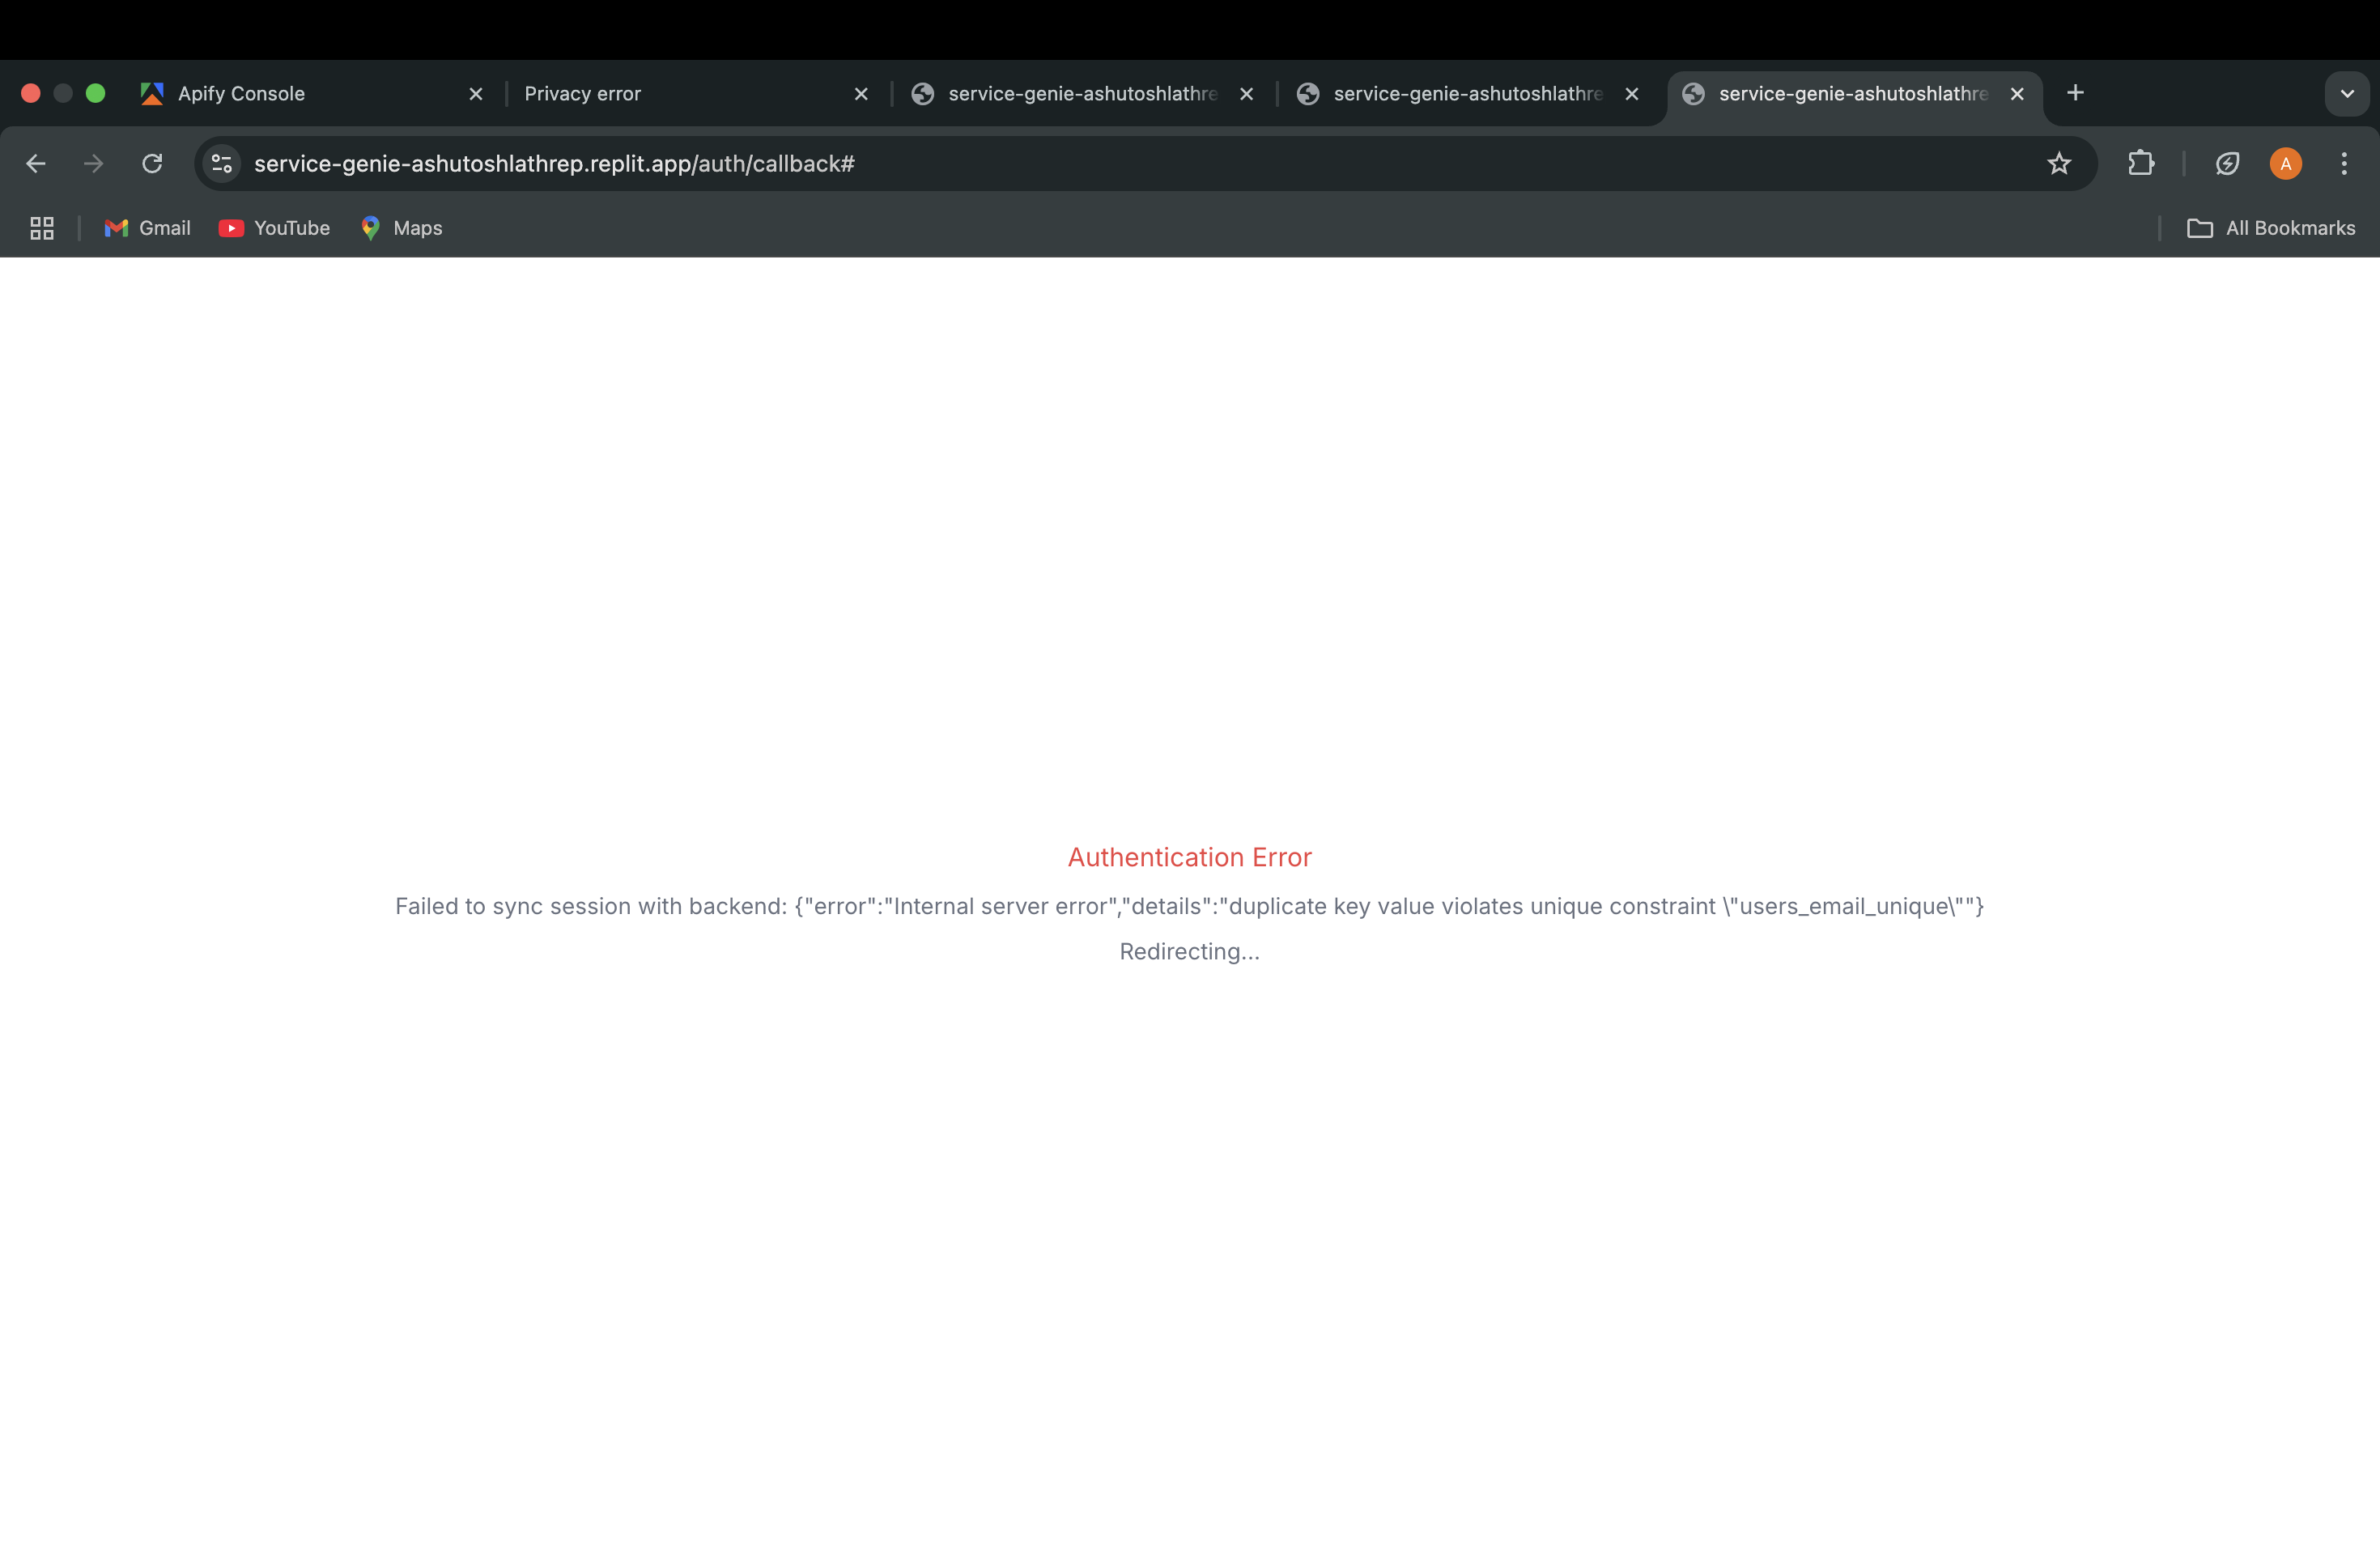 Apify Console
Privacy error
service-genie-ashutoshlathre
service-genie-ashutoshlathre
service-genie-ashutoshlathre
service-genie-ashutoshlathrep.replit.app/auth/callback#
A
Gmail
YouTube
Maps
All Bookmarks
Authentication Error
Failed to sync session with backend: {"error":"Internal server error","details":"duplicate key value violates unique constraint \"users_email_unique\""}
Redirecting...